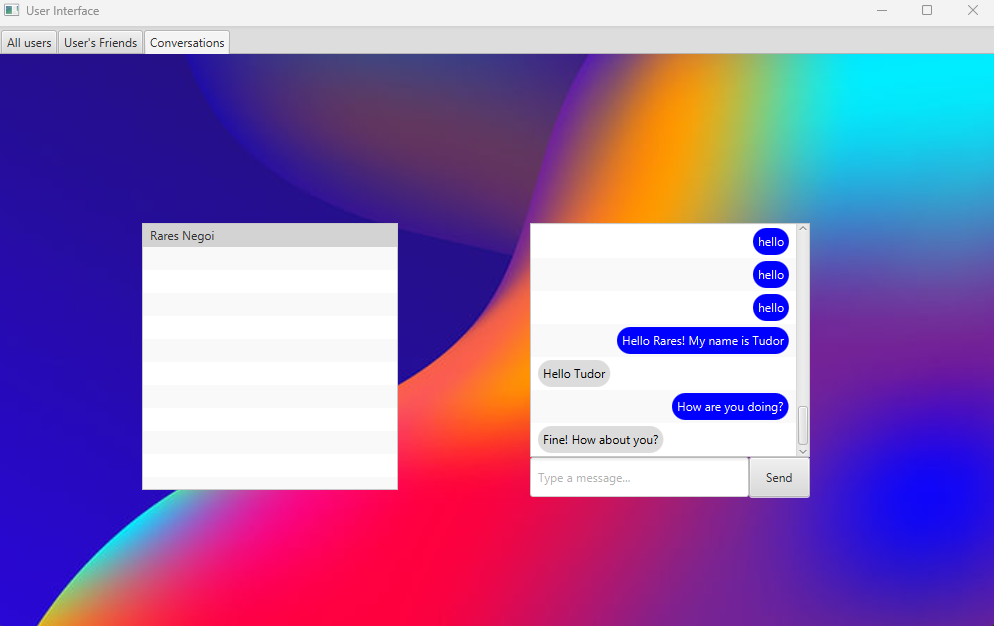 User Interface
All users
User's Friends
Conversations
Rares Negoi
hello
hello
hello
Hello Rares! My name is Tudor
Hello Tudor
How are you doing?
Fine! How about you?
Type a message...
Send